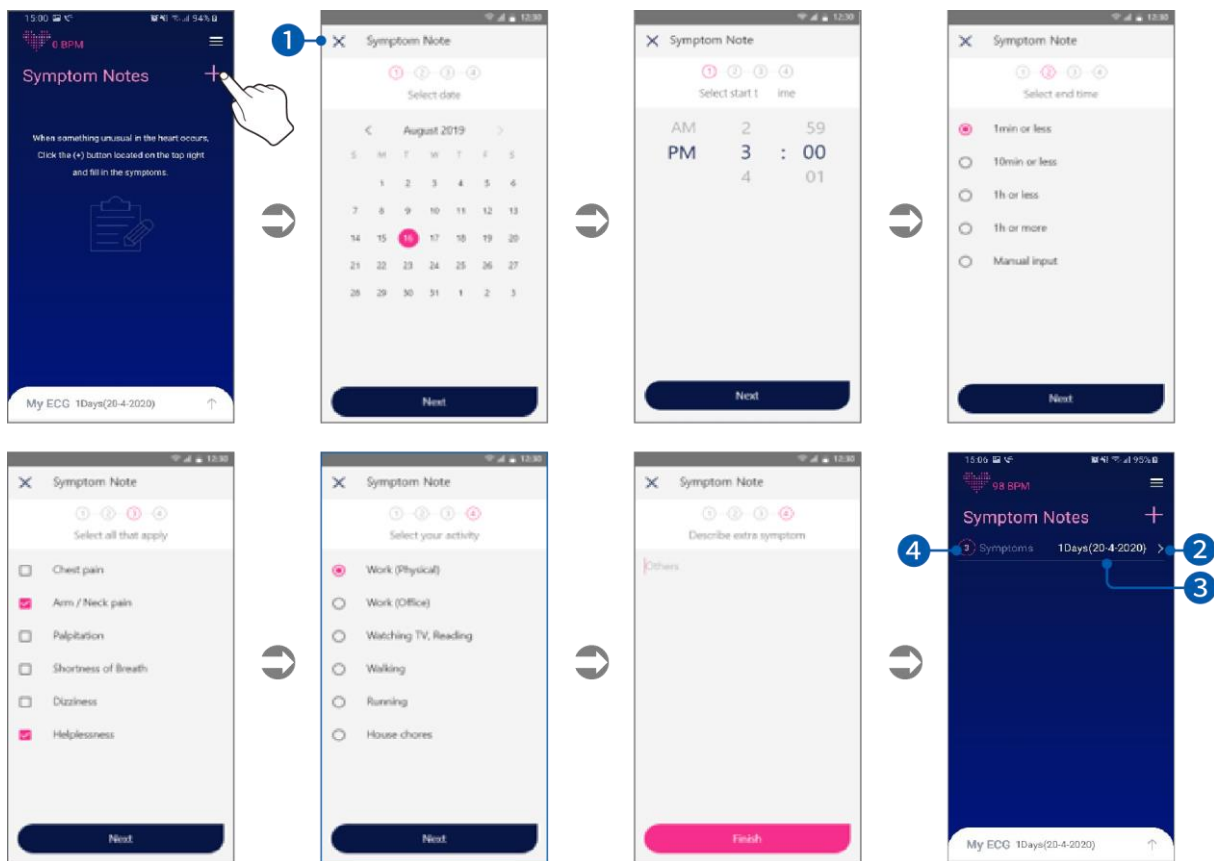 15:00 94%
0 BPM
Symptom Notes +
When something unusual in the heart occurs,
Click the (+) button located on the top right
and fill in the symptoms.
My ECG 1Days(20-4-2020) ↑
1
12:30
X Symptom Note
1 2 3 4
Select date
< August 2019 >
S M T W T F S
1 2 3 4 5 6
7 8 9 10 11 12 13
14 15 16 17 18 19 20
21 22 23 24 25 26 27
28 29 30 31 1 2 3
Next
12:30
X Symptom Note
1 2 3 4
Select start t ime
AM 2 59
PM 3 : 00
4 01
Next
12:30
X Symptom Note
1 2 3 4
Select end time
1min or less
10min or less
1h or less
1h or more
Manual input
Next
12:30
X Symptom Note
1 2 3 4
Select all that apply
Chest pain
Arm / Neck pain
Palpitation
Shortness of Breath
Dizziness
Helplessness
Next
12:30
X Symptom Note
1 2 3 4
Select your activity
Work (Physical)
Work (Office)
Watching TV, Reading
Walking
Running
House chores
Next
12:30
X Symptom Note
1 2 3 4
Describe extra symptom
Others
Finish
15:06 95%
98 BPM
Symptom Notes +
4 Symptoms 1Days(20-4-2020) > 2
3
My ECG 1Days(20-4-2020) ↑